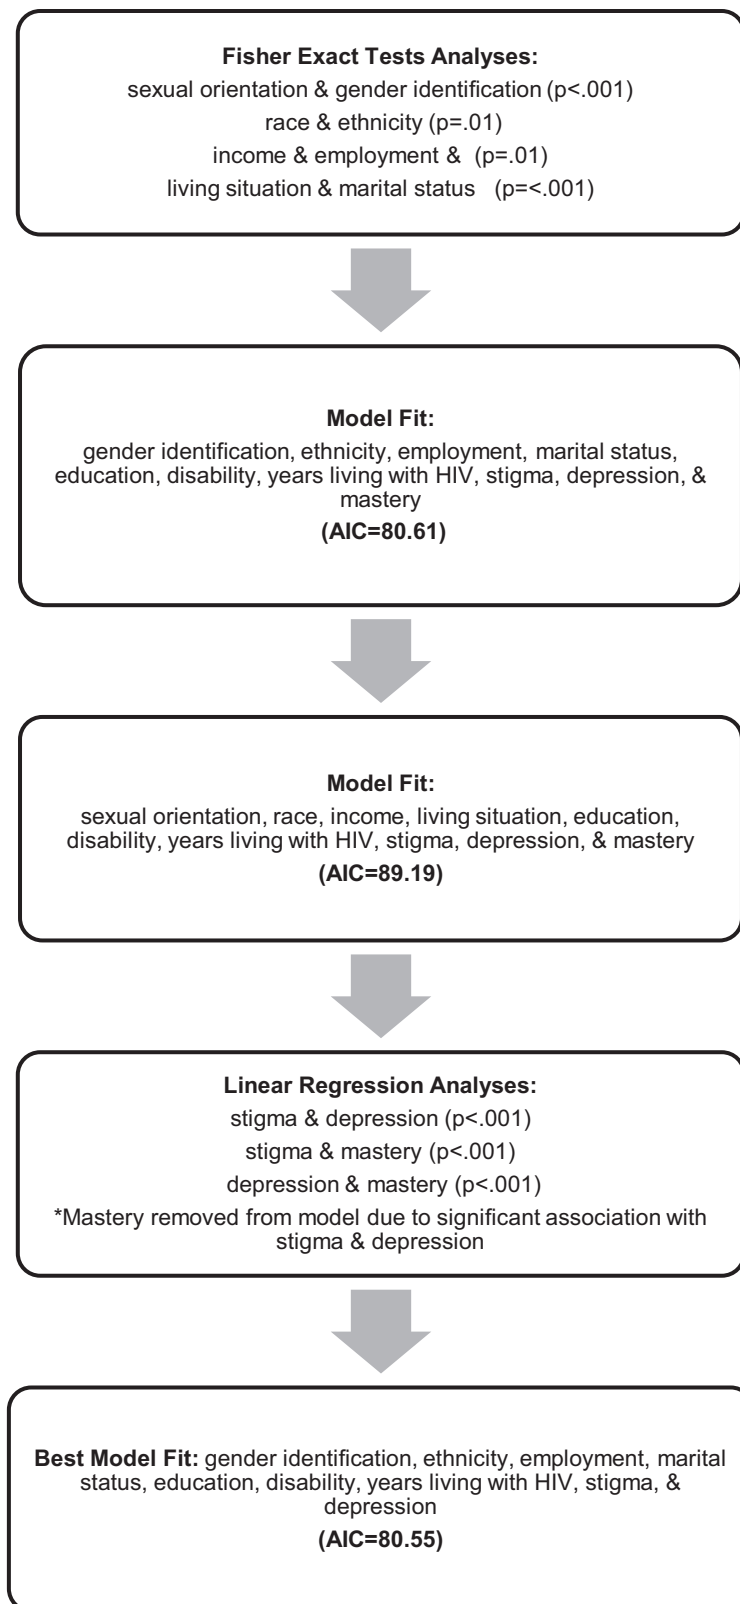 Fisher Exact Tests Analyses:
sexual orientation & gender identification (p<.001)
race & ethnicity (p=.01)
income & employment & (p=.01)
living situation & marital status (p=<.001)
Model Fit:
gender identification, ethnicity, employment, marital status,
education, disability, years living with HIV, stigma, depression, &
mastery
(AIC=80.61)
Model Fit:
sexual orientation, race, income, living situation, education,
disability, years living with HIV, stigma, depression, & mastery
(AIC=89.19)
Linear Regression Analyses:
stigma & depression (p<.001)
stigma & mastery (p<.001)
depression & mastery (p<.001)
*Mastery removed from model due to significant association with
stigma & depression
Best Model Fit: gender identification, ethnicity, employment, marital
status, education, disability, years living with HIV, stigma, &
depression
(AIC=80.55)